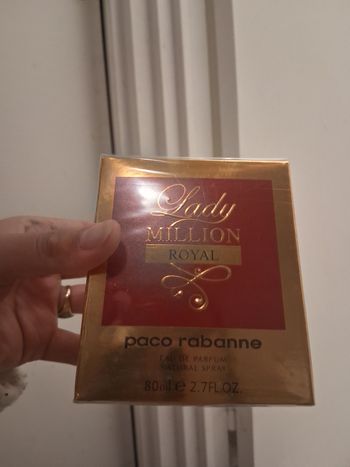 Lady
MILLION
ROYAL
paco rabanne
EAU DE PARFUM
NATURAL SPRAY
80ml e 2.7FL.OZ.